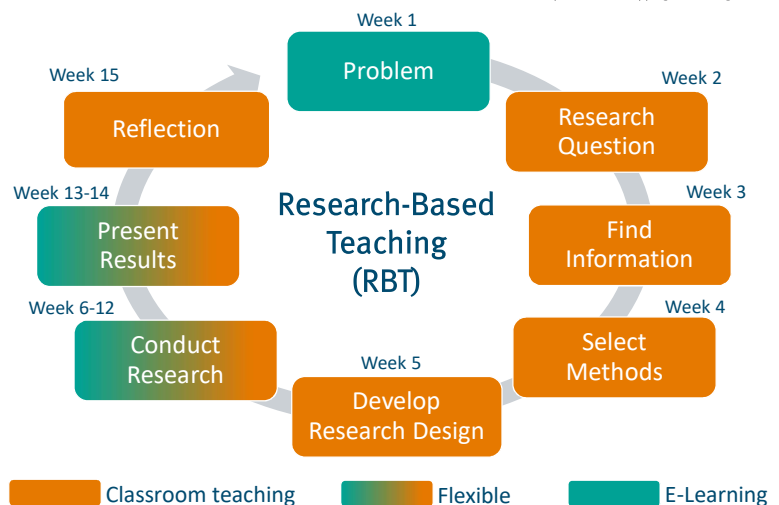 Week 1
Problem
Week 2
Research
Question
Week 3
Find
Information
Week 4
Select
Methods
Week 5
Develop
Research Design
Week 6-12
Conduct
Research
Week 13-14
Present
Results
Week 15
Reflection
Research-Based
Teaching
(RBT)
Classroom teaching
Flexible
E-Learning